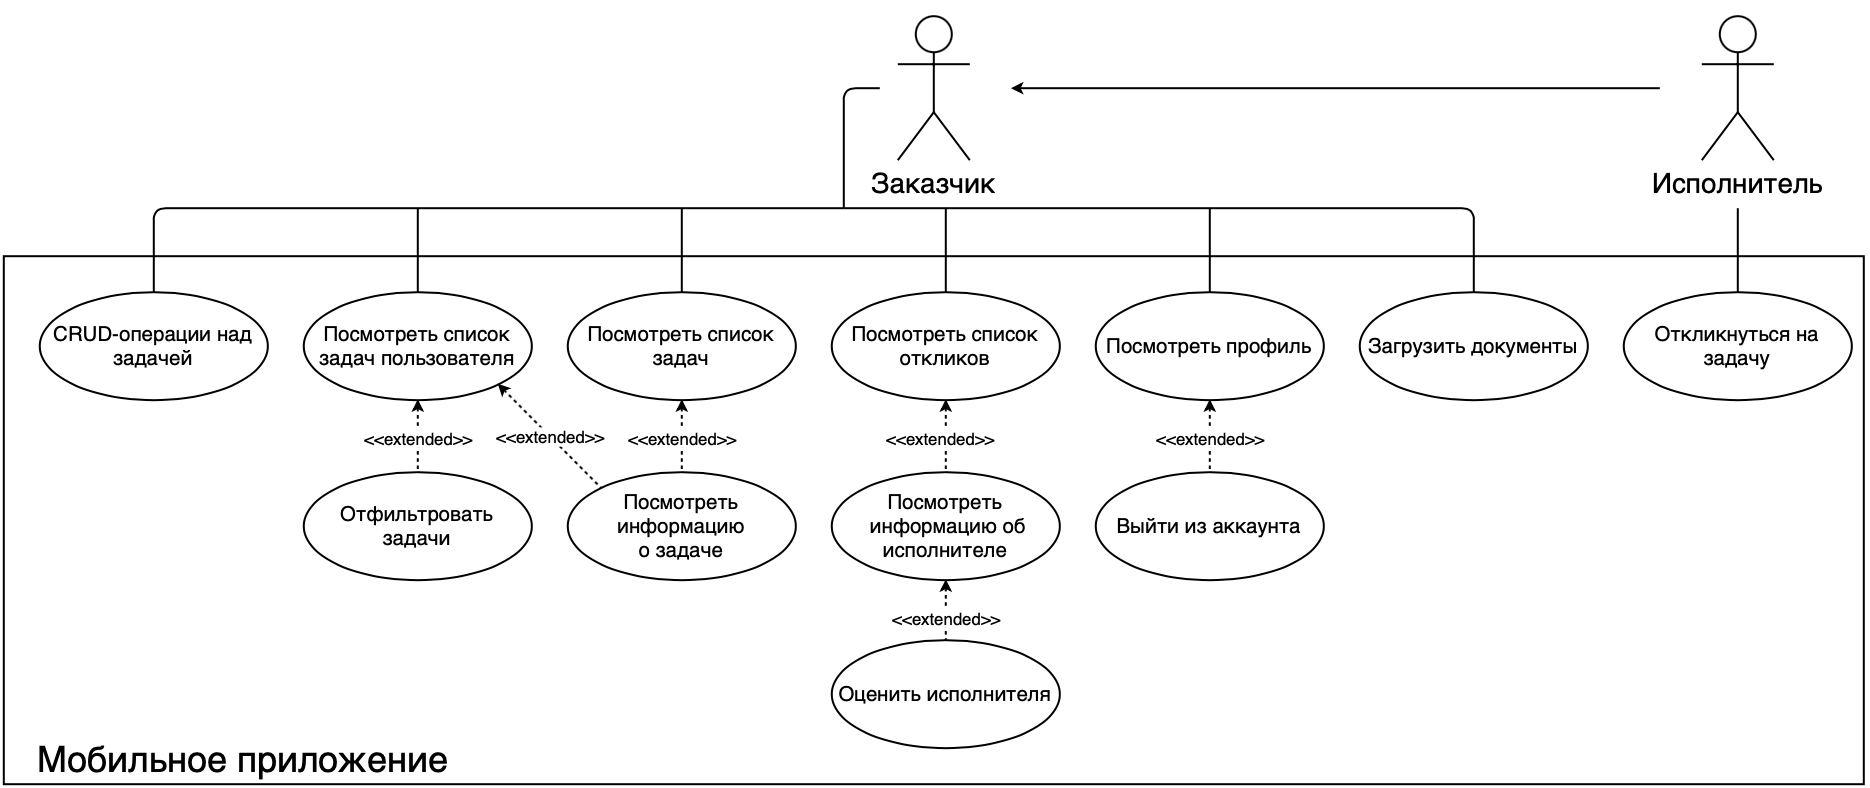 Заказчик
Исполнитель
CRUD-операции над
задачей
Посмотреть список
задач пользователя
Посмотреть список
задач
Посмотреть список
откликов
Посмотреть профиль
Загрузить документы
Откликнуться на
задачу
<<extended>>
<<extended>>
<<extended>>
<<extended>>
<<extended>>
Отфильтровать
задачи
Посмотреть
информацию
о задаче
Посмотреть
информацию об
исполнителе
Выйти из аккаунта
<<extended>>
Оценить исполнителя
Мобильное приложение